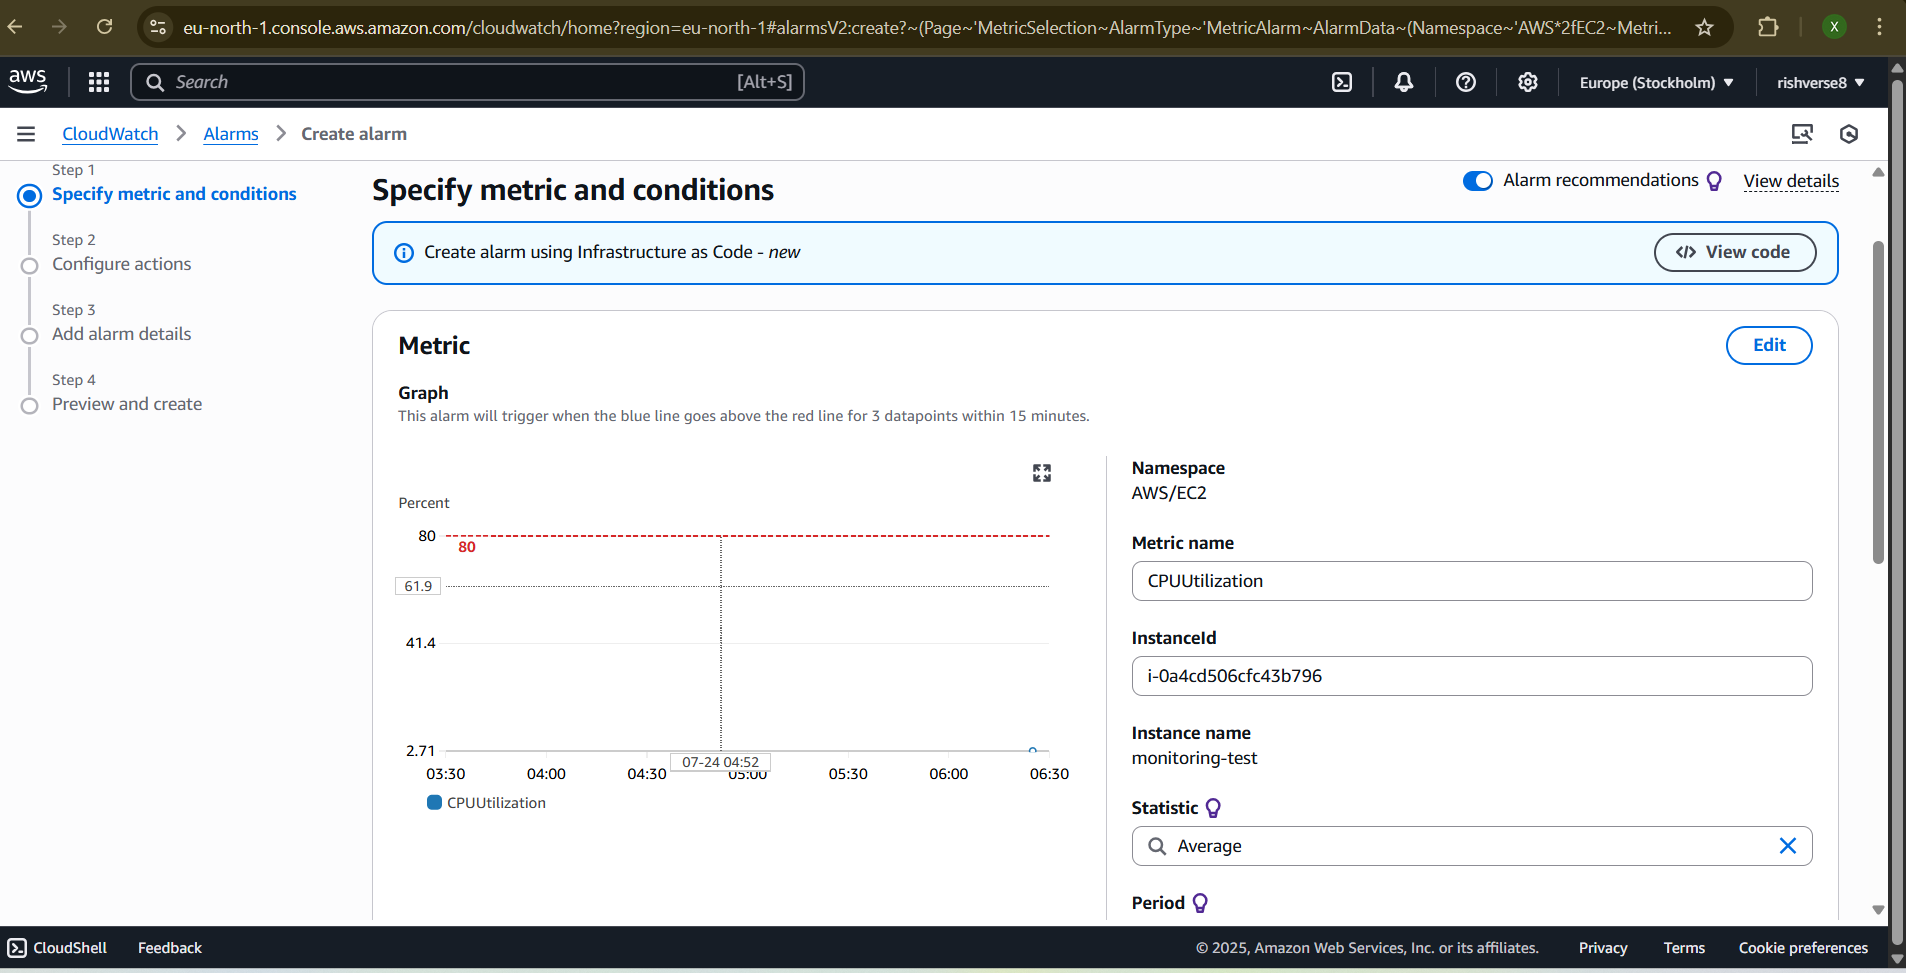 eu-north-1.console.aws.amazon.com/cloudwatch/home?region=eu-north-1#alarmsV2:create?~(Page~'MetricSelection~AlarmType~'MetricAlarm~AlarmData~(Namespace~'AWS*2fEC2~Metri...
X
aws
Search
[Alt+S]
Europe (Stockholm)
rishverse8
CloudWatch
Alarms
Create alarm
Step 1
Specify metric and conditions
Step 2
Configure actions
Step 3
Add alarm details
Step 4
Preview and create
Specify metric and conditions
Alarm recommendations
View details
Create alarm using Infrastructure as Code - new
</> View code
Metric
Edit
Graph
This alarm will trigger when the blue line goes above the red line for 3 datapoints within 15 minutes.
Percent
80
80
61.9
41.4
2.71
03:30
04:00
04:30
07-24 04:52
05:00
05:30
06:00
06:30
CPUUtilization
Namespace
AWS/EC2
Metric name
CPUUtilization
InstanceId
i-0a4cd506cfc43b796
Instance name
monitoring-test
Statistic
Average
Period
CloudShell
Feedback
© 2025, Amazon Web Services, Inc. or its affiliates.
Privacy
Terms
Cookie preferences